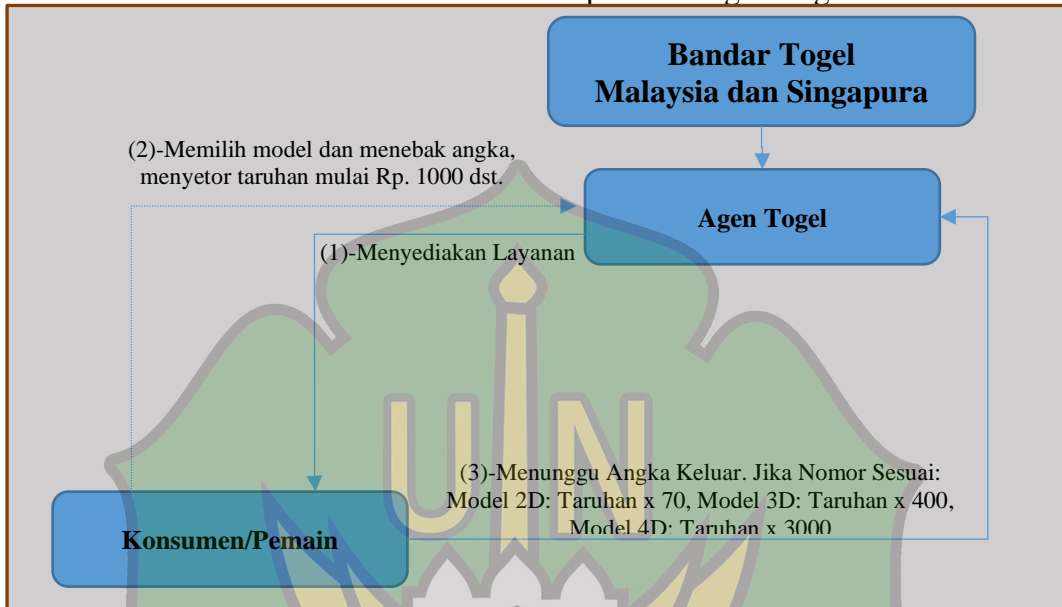 Bandar Togel
Malaysia dan Singapura
(2)-Memilih model dan menebak angka,
menyetor taruhan mulai Rp. 1000 dst.
Agen Togel
(1)-Menyediakan Layanan
UIN
(3)-Menunggu Angka Keluar. Jika Nomor Sesuai:
Model 2D: Taruhan x 70, Model 3D: Taruhan x 400,
Model 4D: Taruhan x 3000
Konsumen/Pemain